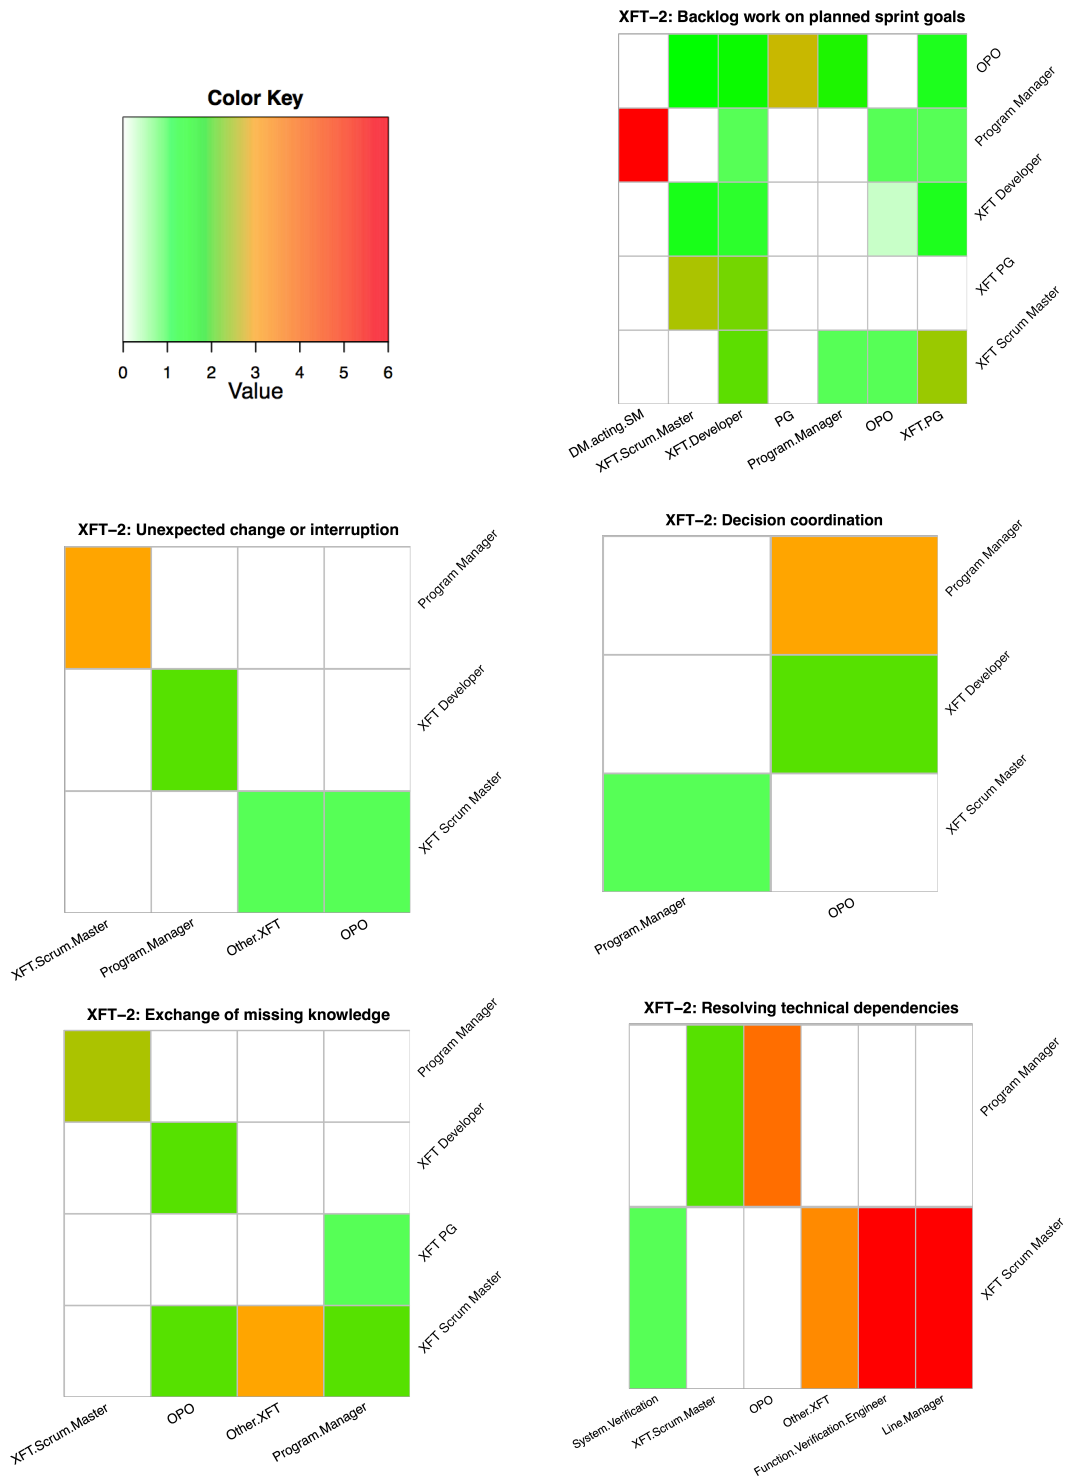 XFT−2: Backlog work on planned sprint goals
OPO
Program Manager
XFT Developer
XFT PG
XFT Scrum Master
DM.acting.SM
XFT.Scrum.Master
XFT.Developer
PG
Program.Manager
OPO
XFT.PG
Color Key
0 1 2 3 4 5 6
Value
XFT−2: Unexpected change or interruption
Program Manager
XFT Developer
XFT Scrum Master
XFT.Scrum.Master
Program.Manager
Other.XFT
OPO
XFT−2: Decision coordination
Program Manager
XFT Developer
XFT Scrum Master
Program.Manager
OPO
XFT−2: Exchange of missing knowledge
Program Manager
XFT Developer
XFT PG
XFT Scrum Master
XFT.Scrum.Master
OPO
Other.XFT
Program.Manager
XFT−2: Resolving technical dependencies
Program Manager
XFT Scrum Master
System.Verification
XFT.Scrum.Master
OPO
Other.XFT
Function.Verification.Engineer
Line.Manager